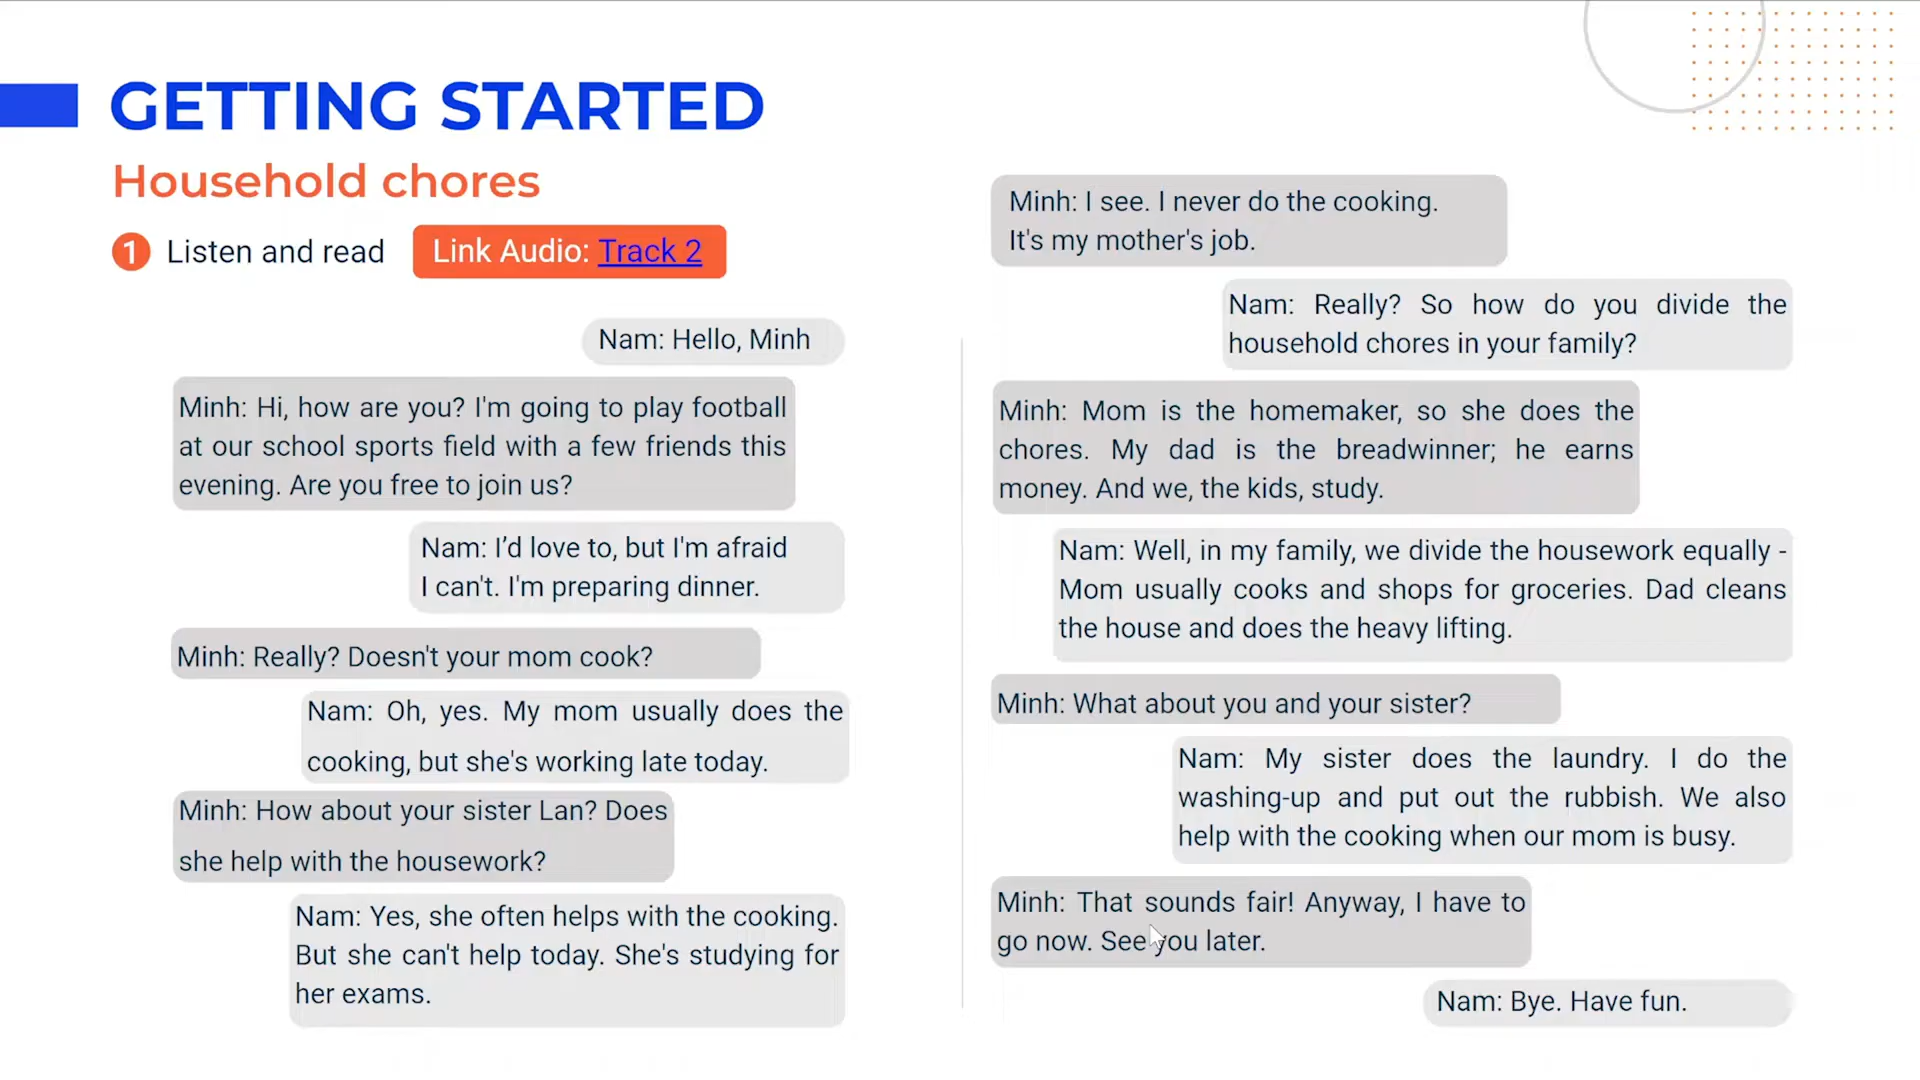 GETTING STARTED
Household chores
1 Listen and read Link Audio: Track 2
Nam: Hello, Minh
Minh: Hi, how are you? I'm going to play football
at our school sports field with a few friends this
evening. Are you free to join us?
Nam: I’d love to, but I'm afraid
I can't. I'm preparing dinner.
Minh: Really? Doesn't your mom cook?
Nam: Oh, yes. My mom usually does the
cooking, but she's working late today.
Minh: How about your sister Lan? Does
she help with the housework?
Nam: Yes, she often helps with the cooking.
But she can't help today. She's studying for
her exams.
Minh: I see. I never do the cooking.
It's my mother's job.
Nam: Really? So how do you divide the
household chores in your family?
Minh: Mom is the homemaker, so she does the
chores. My dad is the breadwinner; he earns
money. And we, the kids, study.
Nam: Well, in my family, we divide the housework equally -
Mom usually cooks and shops for groceries. Dad cleans
the house and does the heavy lifting.
Minh: What about you and your sister?
Nam: My sister does the laundry. I do the
washing-up and put out the rubbish. We also
help with the cooking when our mom is busy.
Minh: That sounds fair! Anyway, I have to
go now. See you later.
Nam: Bye. Have fun.